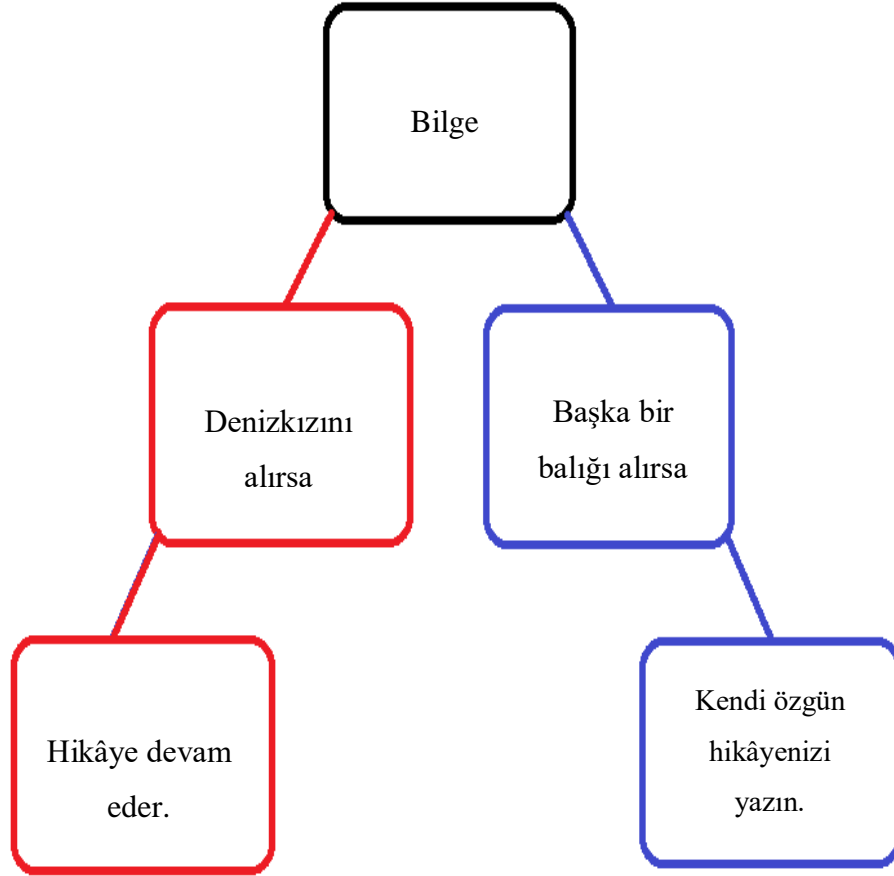 Bilge
Denizkızını
alırsa
Başka bir
balığı alırsa
Hikâye devam
eder.
Kendi özgün
hikâyenizi
yazın.